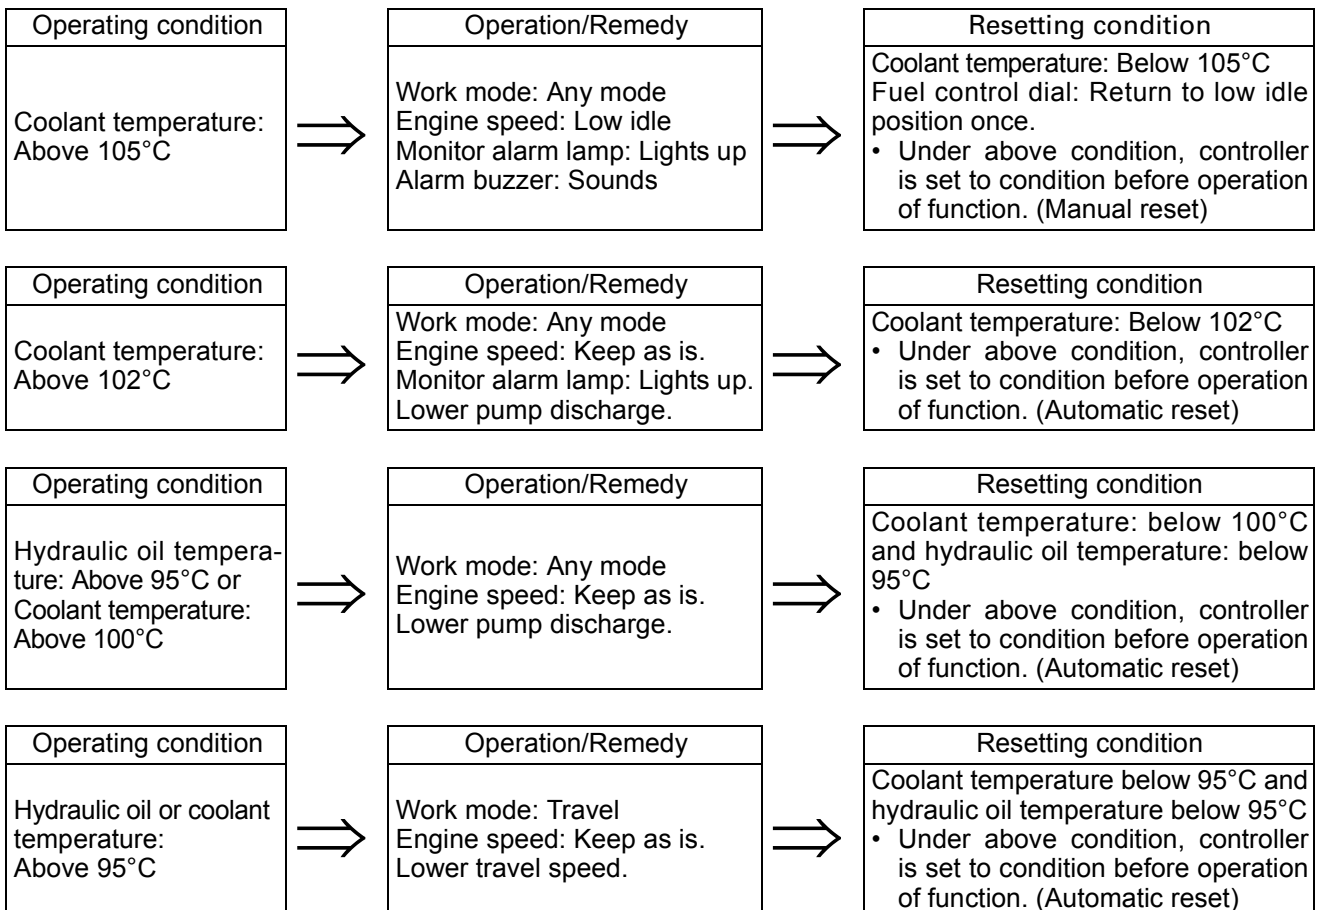 Operating condition
Coolant temperature:
Above 105°C
Operation/Remedy
Work mode: Any mode
Engine speed: Low idle
Monitor alarm lamp: Lights up
Alarm buzzer: Sounds
Resetting condition
Coolant temperature: Below 105°C
Fuel control dial: Return to low idle
position once.
• Under above condition, controller
is set to condition before operation
of function. (Manual reset)
Operating condition
Coolant temperature:
Above 102°C
Operation/Remedy
Work mode: Any mode
Engine speed: Keep as is.
Monitor alarm lamp: Lights up.
Lower pump discharge.
Resetting condition
Coolant temperature: Below 102°C
• Under above condition, controller
is set to condition before operation
of function. (Automatic reset)
Operating condition
Hydraulic oil tempera-
ture: Above 95°C or
Coolant temperature:
Above 100°C
Operation/Remedy
Work mode: Any mode
Engine speed: Keep as is.
Lower pump discharge.
Resetting condition
Coolant temperature: below 100°C
and hydraulic oil temperature: below
95°C
• Under above condition, controller
is set to condition before operation
of function. (Automatic reset)
Operating condition
Hydraulic oil or coolant
temperature:
Above 95°C
Operation/Remedy
Work mode: Travel
Engine speed: Keep as is.
Lower travel speed.
Resetting condition
Coolant temperature below 95°C and
hydraulic oil temperature below 95°C
• Under above condition, controller
is set to condition before operation
of function. (Automatic reset)